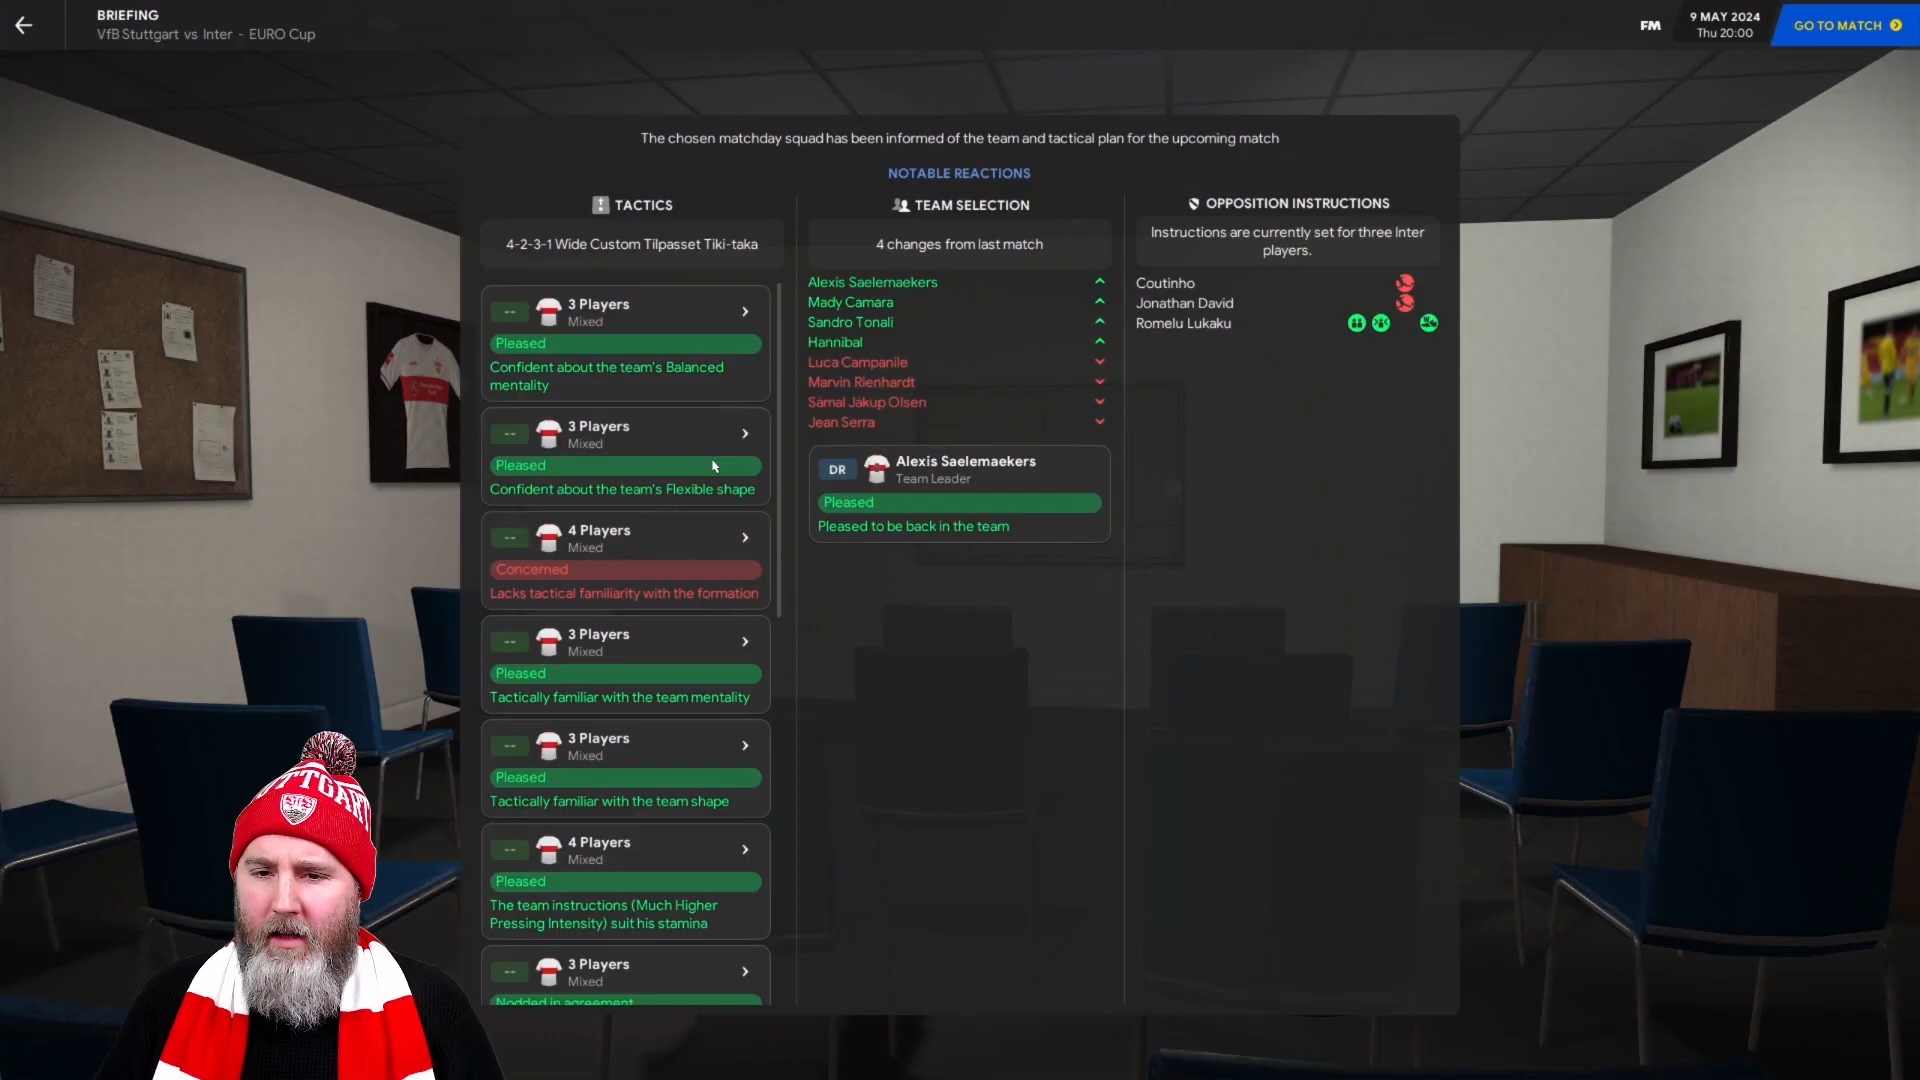 BRIEFING
VfB Stuttgart vs Inter - EURO Cup
FM
9 MAY 2024
Thu 20:00
GO TO MATCH
The chosen matchday squad has been informed of the team and tactical plan for the upcoming match
NOTABLE REACTIONS
TACTICS
4-2-3-1 Wide Custom Tilpasset Tiki-taka
-- 3 Players
Mixed
Pleased
Confident about the team's Balanced
mentality
-- 3 Players
Mixed
Pleased
Confident about the team's Flexible shape
-- 4 Players
Mixed
Concerned
Lacks tactical familiarity with the formation
-- 3 Players
Mixed
Pleased
Tactically familiar with the team mentality
-- 3 Players
Mixed
Pleased
Tactically familiar with the team shape
-- 4 Players
Mixed
Pleased
The team instructions (Much Higher
Pressing Intensity) suit his stamina
-- 3 Players
Mixed
Nodded in agreement
TEAM SELECTION
4 changes from last match
Alexis Saelemaekers
Mady Camara
Sandro Tonali
Hannibal
Luca Campanile
Marvin Rienhardt
Sámal Jákup Olsen
Jean Serra
DR
Alexis Saelemaekers
Team Leader
Pleased
Pleased to be back in the team
OPPOSITION INSTRUCTIONS
Instructions are currently set for three Inter
players.
Coutinho
Jonathan David
Romelu Lukaku